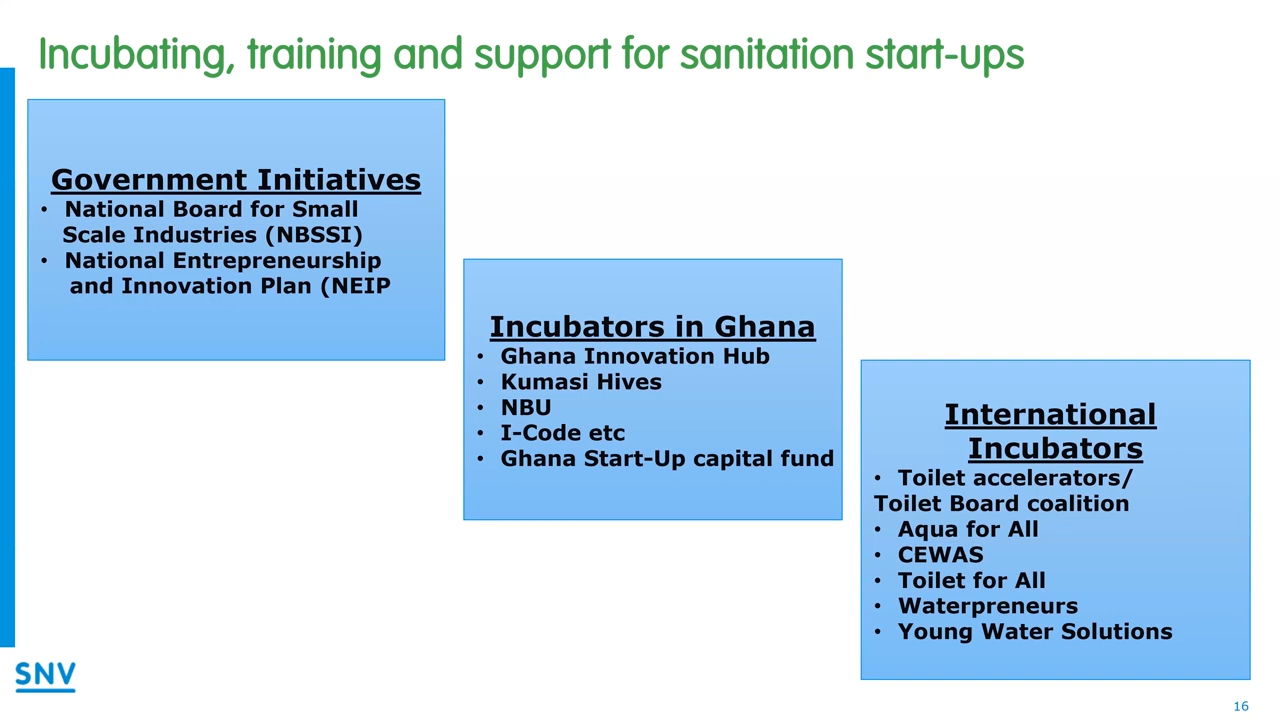 Incubating, training and support for sanitation start-ups
Government Initiatives
• National Board for Small
Scale Industries (NBSSI)
• National Entrepreneurship
and Innovation Plan (NEIP
Incubators in Ghana
• Ghana Innovation Hub
• Kumasi Hives
• NBU
• I-Code etc
• Ghana Start-Up capital fund
International
Incubators
• Toilet accelerators/
Toilet Board coalition
• Aqua for All
• CEWAS
• Toilet for All
• Waterpreneurs
• Young Water Solutions
SNV
16